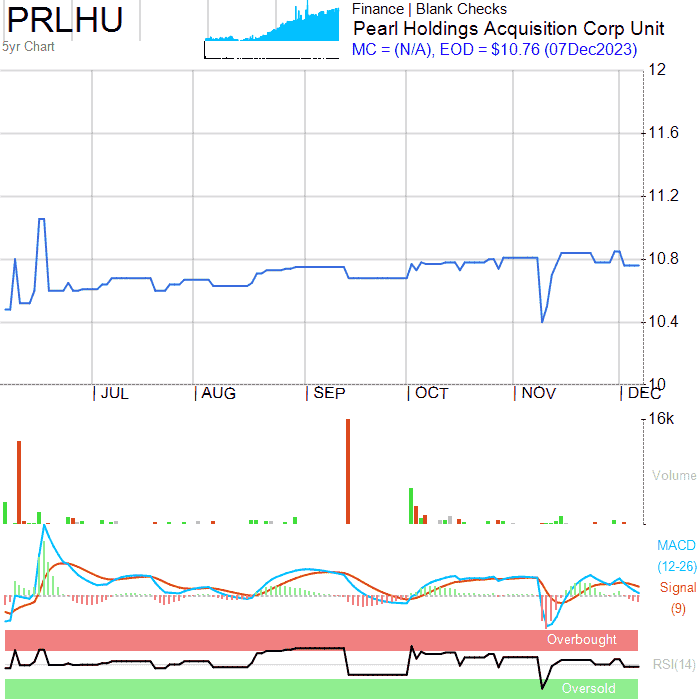 PRLHU
5yr Chart
Finance | Blank Checks
Pearl Holdings Acquisition Corp Unit
MC = (N/A), EOD = $10.76 (07Dec2023)
12
11.6
11.2
10.8
10.4
10
JUL
AUG
SEP
OCT
NOV
DEC
16k
Volume
MACD
(12-26)
Signal
(9)
Overbought
RSI(14)
Oversold